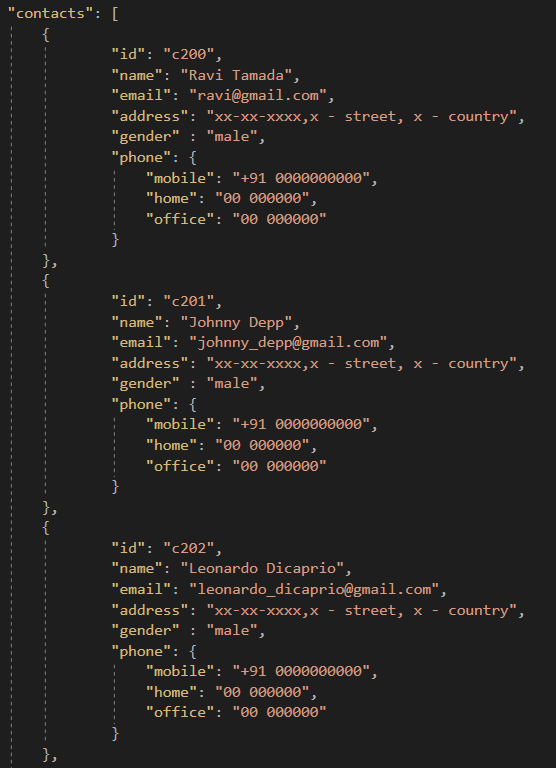 "contacts": [
{
"id": "c200",
"name": "Ravi Tamada",
"email": "ravi@gmail.com",
"address": "xx-xx-xxxx,x - street, x - country",
"gender" : "male",
"phone": {
"mobile": "+91 0000000000",
"home": "00 000000",
"office": "00 000000"
}
},
{
"id": "c201",
"name": "Johnny Depp",
"email": "johnny_depp@gmail.com",
"address": "xx-xx-xxxx,x - street, x - country",
"gender" : "male",
"phone": {
"mobile": "+91 0000000000",
"home": "00 000000",
"office": "00 000000"
}
},
{
"id": "c202",
"name": "Leonardo Dicaprio",
"email": "leonardo_dicaprio@gmail.com",
"address": "xx-xx-xxxx,x - street, x - country",
"gender" : "male",
"phone": {
"mobile": "+91 0000000000",
"home": "00 000000",
"office": "00 000000"
}
},